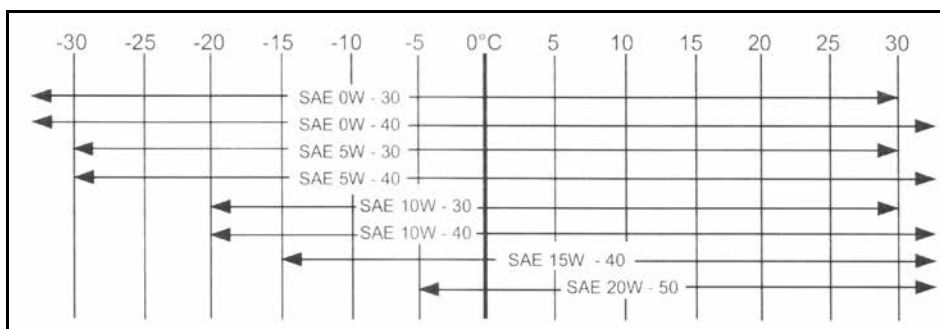 -30 -20 -20 -15 -10 -5 0°C 5 10 15 20 25 30
SAE 0W - 30
SAE 0W - 40
SAE 5W - 30
SAE 5W - 40
SAE 10W - 30
SAE 10W - 40
SAE 15W - 40
SAE 20W - 50